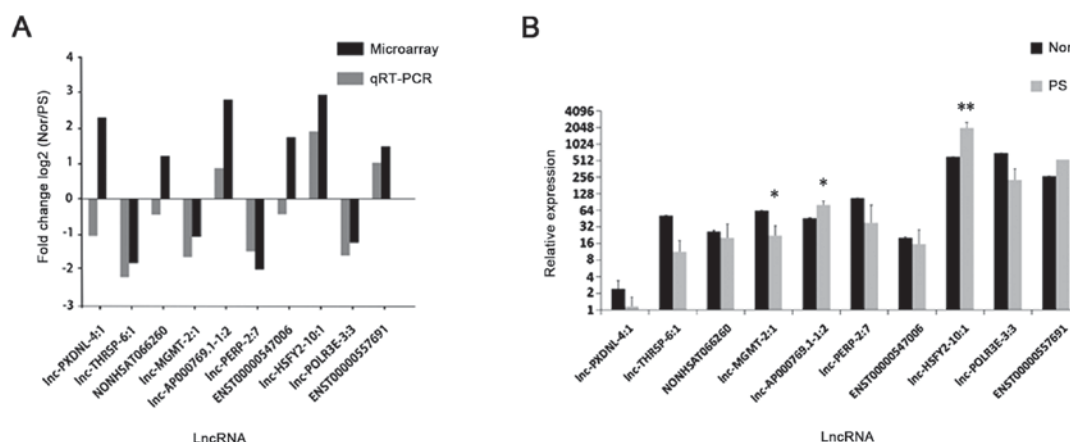 A
Microarray
qRT-PCR
Fold change log2 (Nor/PS)
4
3
2
1
0
-1
-2
-3
lnc-PXDNL-4:1
lnc-THRSP-6:1
NONHSAT066260
lnc-MGMT-2:1
lnc-AP000769.1-1:2
lnc-PERP-2:7
ENST00000547006
lnc-HSFY2-10:1
lnc-POLR3E-3:3
ENST00000557691
LncRNA
B
Nor
PS
Relative expression
4096
2048
1024
512
256
128
64
32
16
8
4
2
1
*
*
**
lnc-PXDNL-4:1
lnc-THRSP-6:1
NONHSAT066260
lnc-MGMT-2:1
lnc-AP000769.1-1:2
lnc-PERP-2:7
ENST00000547006
lnc-HSFY2-10:1
lnc-POLR3E-3:3
ENST00000557691
LncRNA